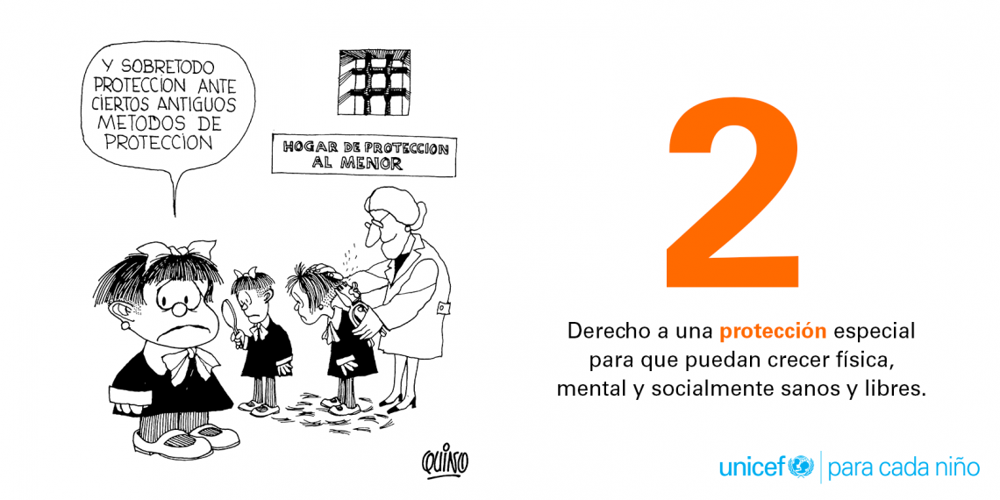 Y SOBRETODO
PROTECCION ANTE
CIERTOS ANTIGUOS
METODOS DE
PROTECCION
HOGAR DE PROTECCION
AL MENOR
QUINO
2
Derecho a una protección especial
para que puedan crecer física,
mental y socialmente sanos y libres.
unicef para cada niño